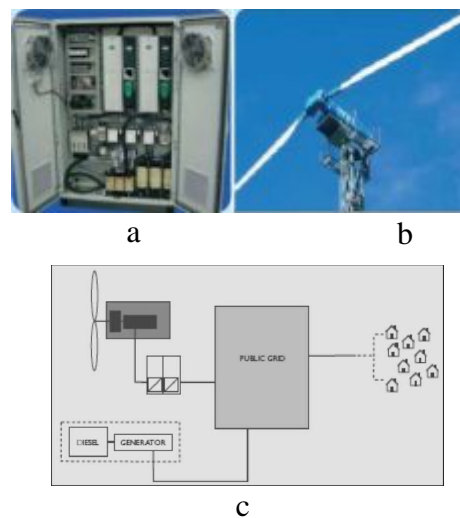 a
b
PUBLIC GRID
DIESEL
GENERATOR
c